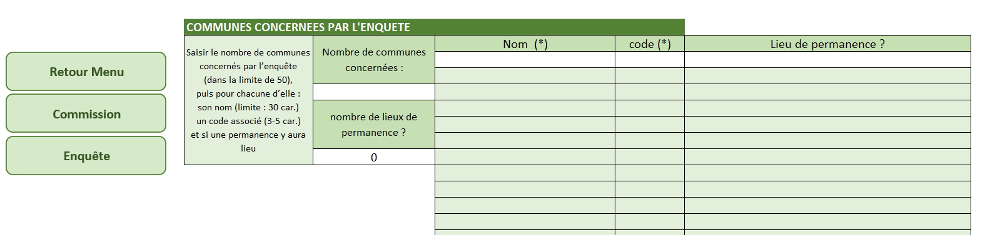 COMMUNES CONCERNEES PAR L'ENQUETE
Retour Menu
Commission
Enquête
Saisir le nombre de communes
concernés par l’enquête
(dans la limite de 50),
puis pour chacune d’elle :
son nom (limite : 30 car.)
un code associé (3-5 car.)
et si une permanence y aura
lieu
Nombre de communes
concernées :
nombre de lieux de
permanence ?
0
Nom (*)
code (*)
Lieu de permanence ?